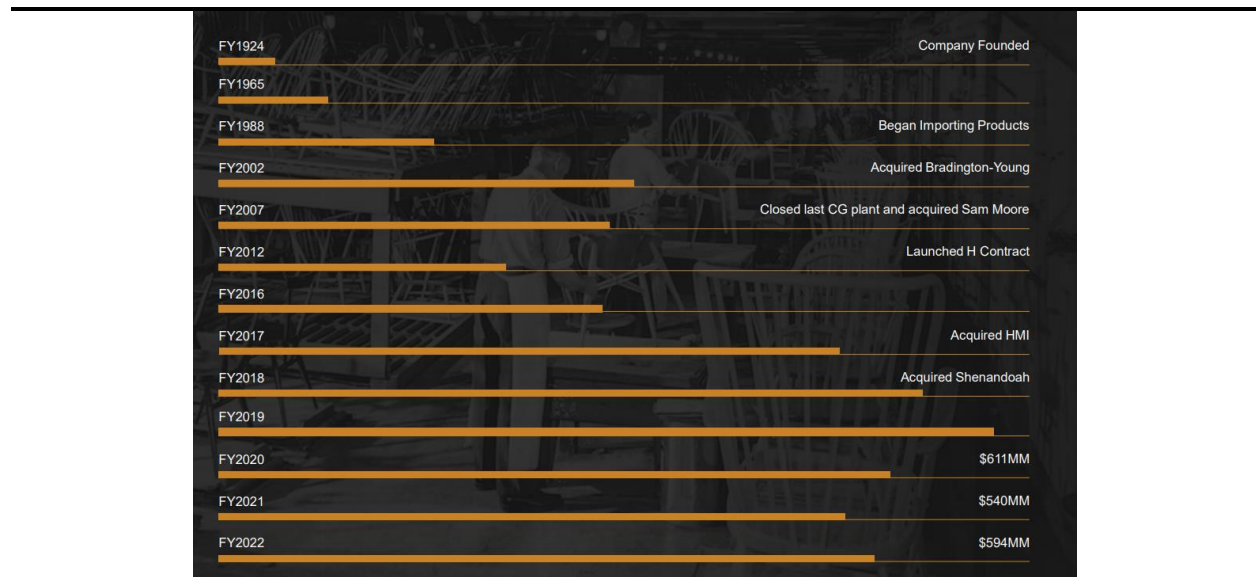 FY1924 Company Founded
FY1965
FY1988 Began Importing Products
FY2002 Acquired Bradington-Young
FY2007 Closed last CG plant and acquired Sam Moore
FY2012 Launched H Contract
FY2016
FY2017 Acquired HMI
FY2018 Acquired Shenandoah
FY2019
FY2020 $611MM
FY2021 $540MM
FY2022 $594MM